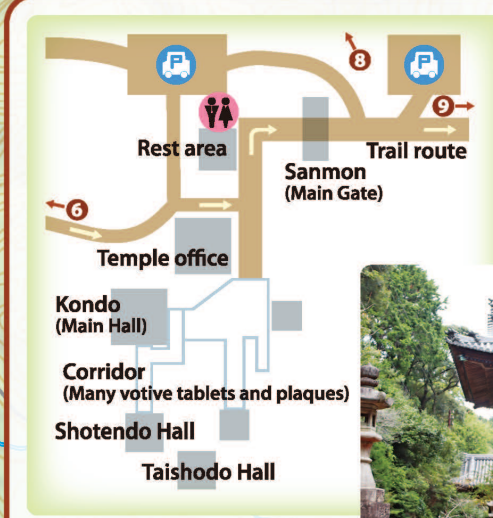 P
P
8
9
Rest area
Sanmon
(Main Gate)
Trail route
6
Temple office
Kondo
(Main Hall)
Corridor
(Many votive tablets and plaques)
Shotendo Hall
Taishodo Hall